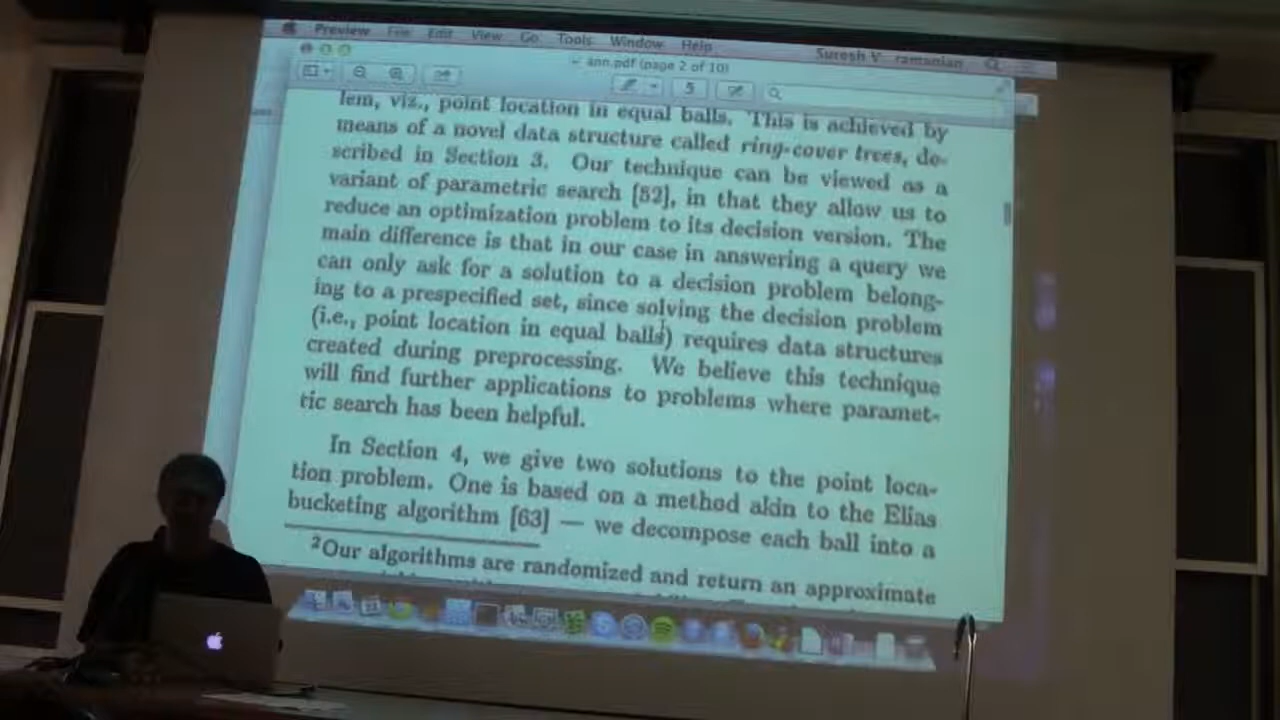 Preview File Edit View Go Tools Window Help Suresh V ramanian
ann.pdf (page 2 of 10)
lem, viz., point location in equal balls. This is achieved by
means of a novel data structure called ring-cover trees, de-
scribed in Section 3. Our technique can be viewed as a
variant of parametric search [52], in that they allow us to
reduce an optimization problem to its decision version. The
main difference is that in our case in answering a query we
can only ask for a solution to a decision problem belong-
ing to a prespecified set, since solving the decision problem
(i.e., point location in equal balls) requires data structures
created during preprocessing. We believe this technique
will find further applications to problems where paramet-
ric search has been helpful.
In Section 4, we give two solutions to the point loca-
tion problem. One is based on a method akin to the Elias
bucketing algorithm [63] — we decompose each ball into a
2Our algorithms are randomized and return an approximate